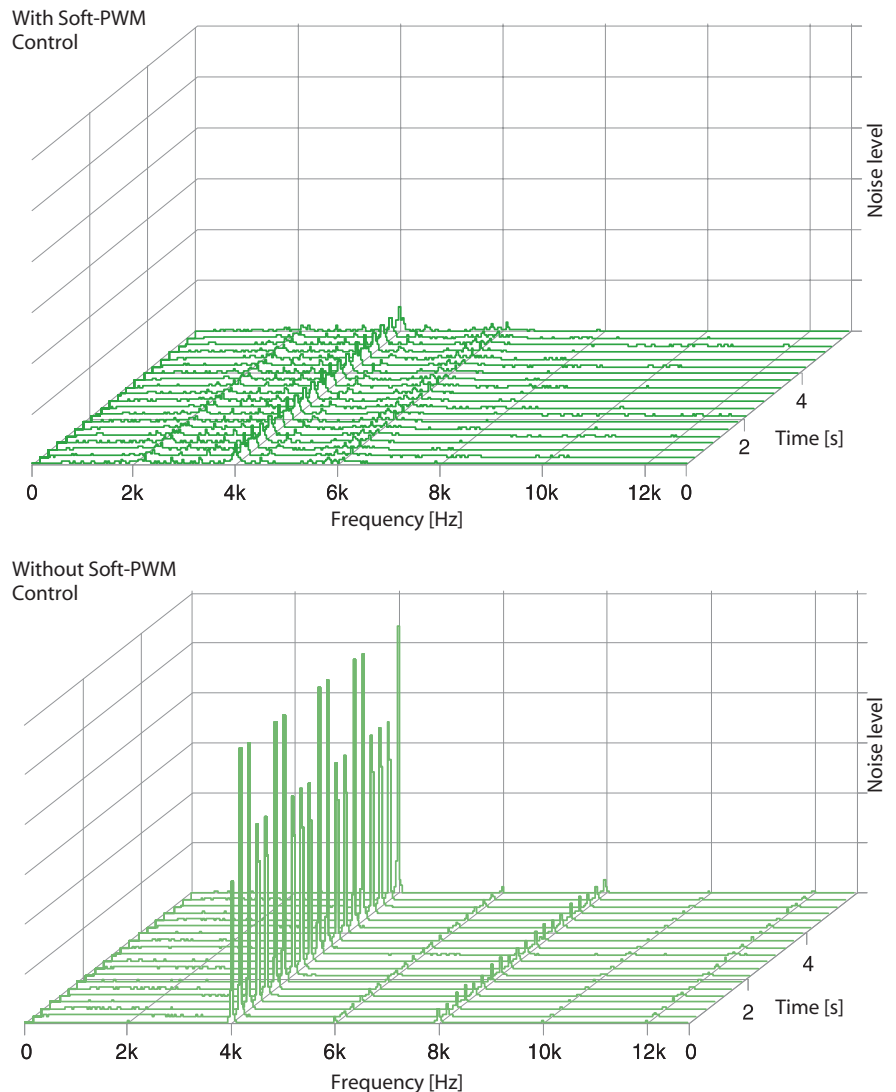 With Soft-PWM
Control
Noise level
4
2
Time [s]
0
2k
4k
6k
8k
10k
12k
0
Frequency [Hz]
Without Soft-PWM
Control
Noise level
4
2
Time [s]
0
2k
4k
6k
8k
10k
12k
0
Frequency [Hz]